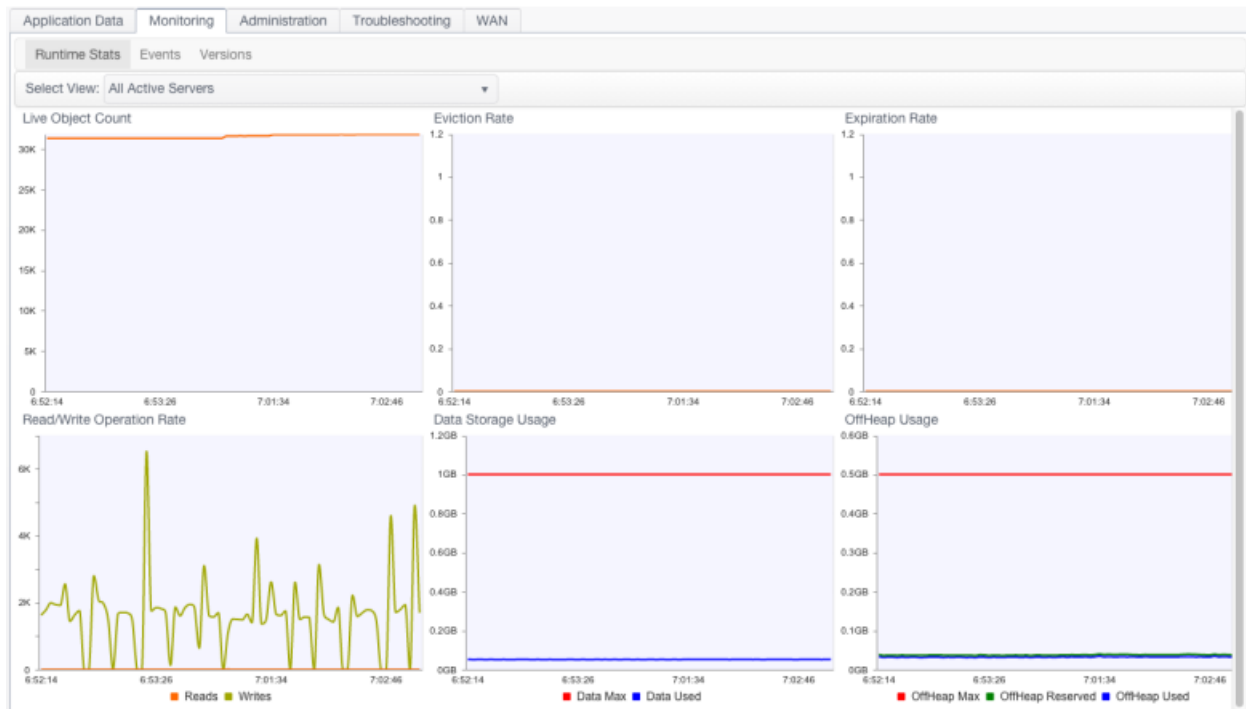 Application Data Monitoring Administration Troubleshooting WAN
Runtime Stats Events Versions
Select View: All Active Servers
Live Object Count
30K
25K
20K
15K
10K
5K
0
6:52:14 6:53:26 7:01:34 7:02:46
Eviction Rate
1.2
1
0.8
0.6
0.4
0.2
0
6:52:14 6:53:26 7:01:34 7:02:46
Expiration Rate
1.2
1
0.8
0.6
0.4
0.2
0
6:52:14 6:53:26 7:01:34 7:02:46
Read/Write Operation Rate
6K
4K
2K
0
6:52:14 6:53:26 7:01:34 7:02:46
Reads Writes
Data Storage Usage
1.2GB
1GB
0.8GB
0.6GB
0.4GB
0.2GB
0GB
6:52:14 6:53:26 7:01:34 7:02:46
Data Max Data Used
OffHeap Usage
0.6GB
0.5GB
0.4GB
0.3GB
0.2GB
0.1GB
0GB
6:52:14 6:53:26 7:01:34 7:02:46
OffHeap Max OffHeap Reserved OffHeap Used